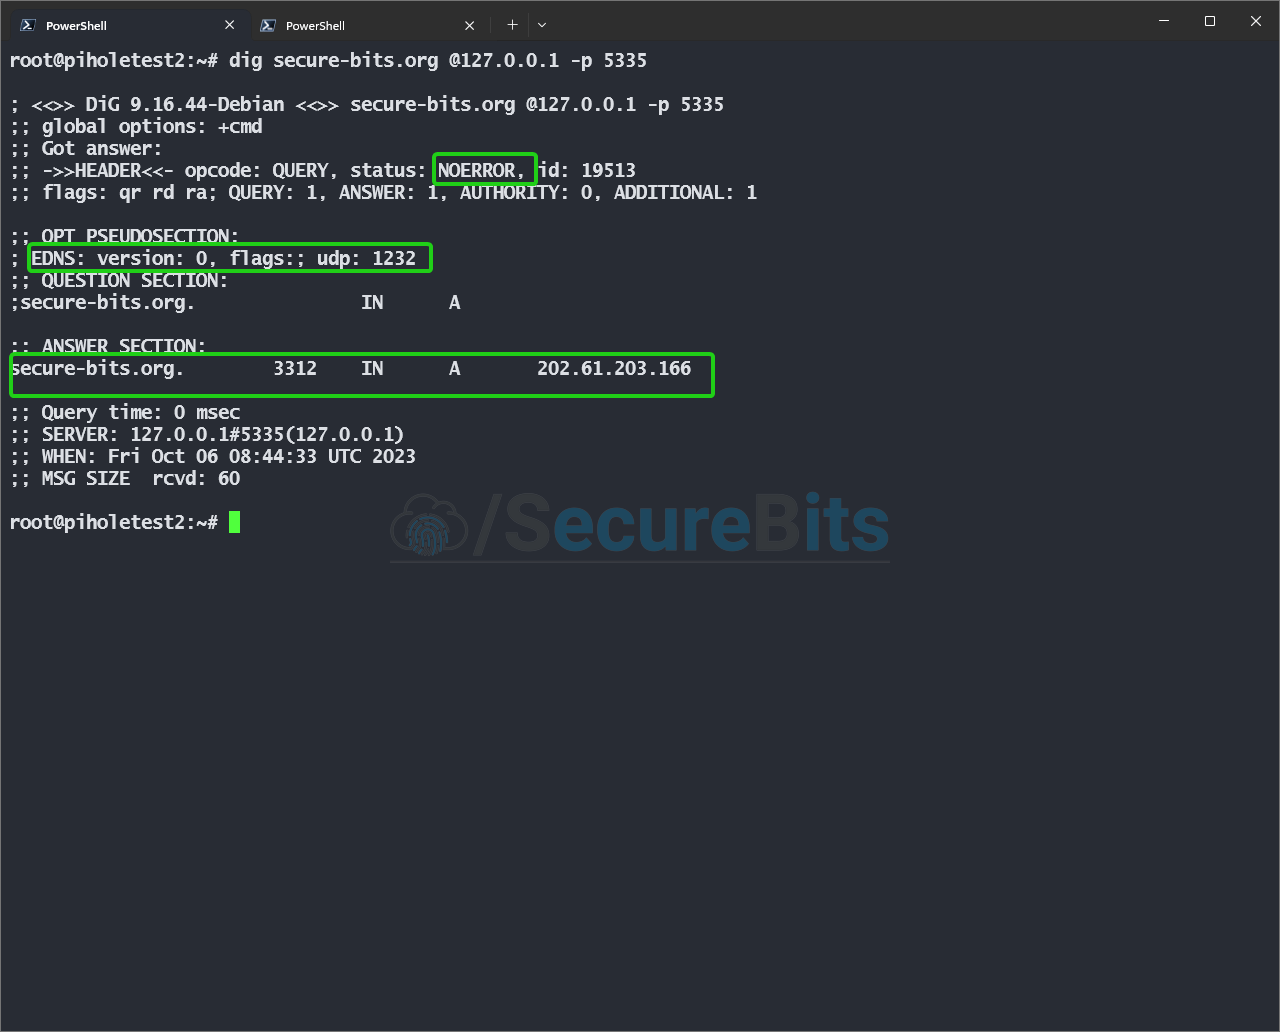 PowerShell PowerShell
root@piholetest2:~# dig secure-bits.org @127.0.0.1 -p 5335
; <<>> DiG 9.16.44-Debian <<>> secure-bits.org @127.0.0.1 -p 5335
;; global options: +cmd
;; Got answer:
;; ->>HEADER<<- opcode: QUERY, status: NOERROR, id: 19513
;; flags: qr rd ra; QUERY: 1, ANSWER: 1, AUTHORITY: 0, ADDITIONAL: 1
;; OPT PSEUDOSECTION:
; EDNS: version: 0, flags:; udp: 1232
;; QUESTION SECTION:
;secure-bits.org. IN A
;; ANSWER SECTION:
secure-bits.org. 3312 IN A 202.61.203.166
;; Query time: 0 msec
;; SERVER: 127.0.0.1#5335(127.0.0.1)
;; WHEN: Fri Oct 06 08:44:33 UTC 2023
;; MSG SIZE rcvd: 60
root@piholetest2:~#
/SecureBits